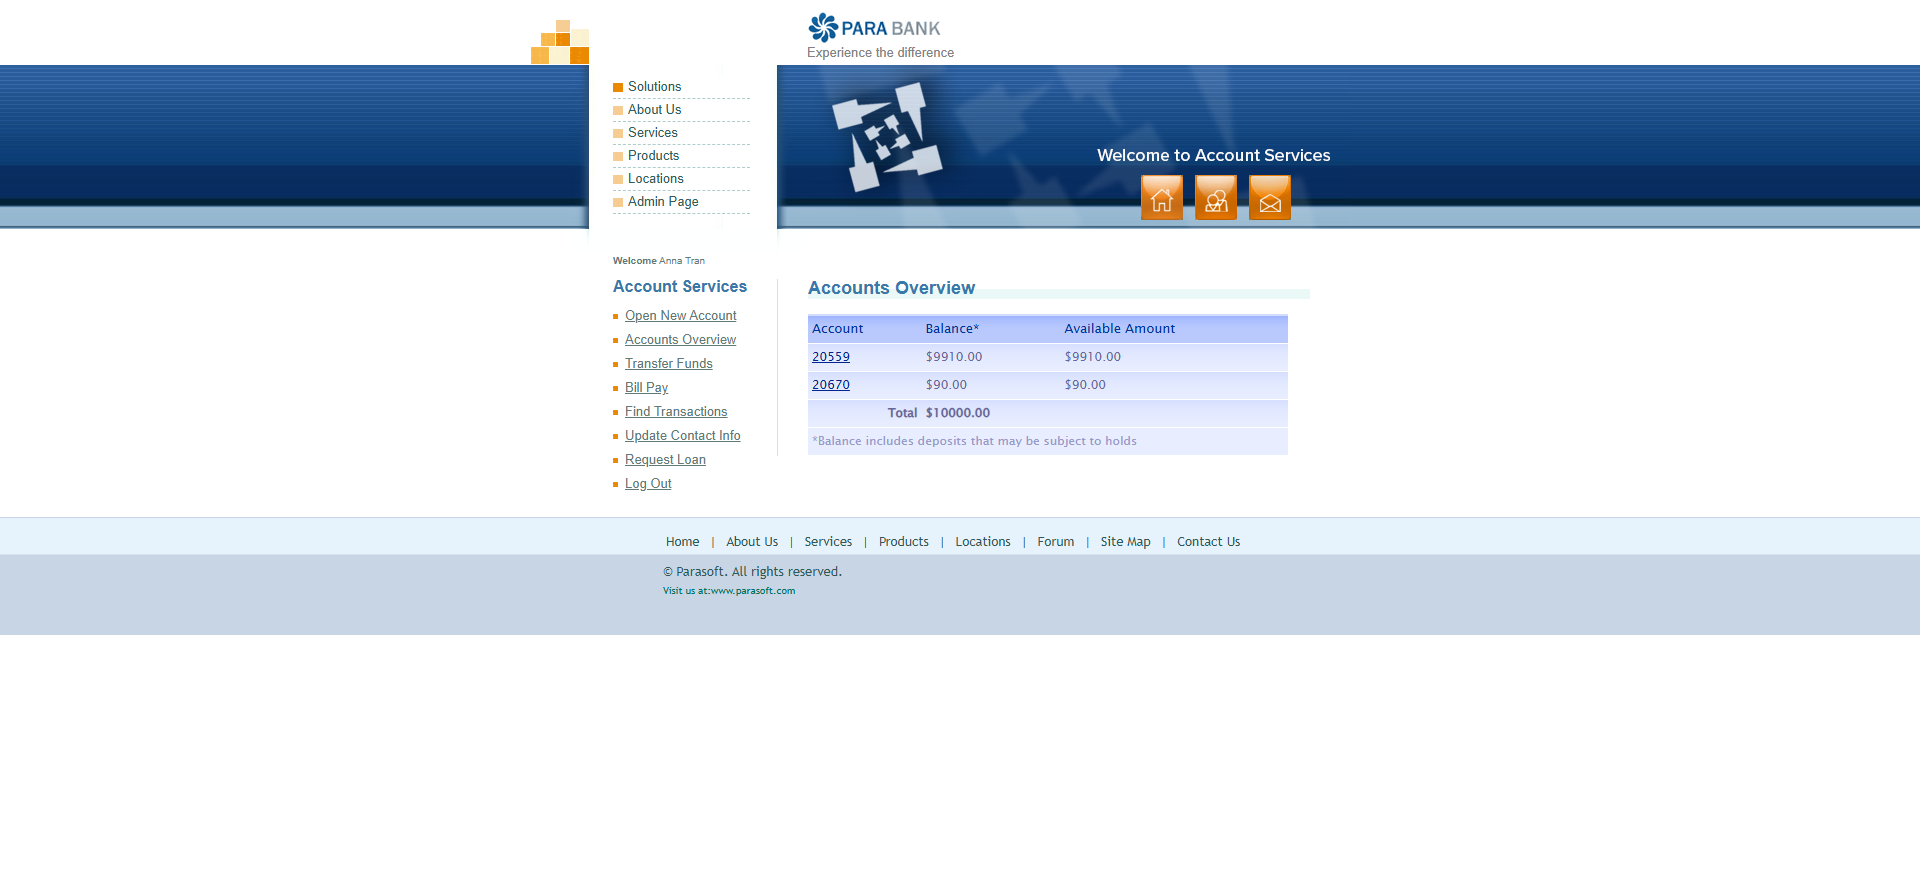 PARA BANK
Experience the difference
Solutions
About Us
Services
Products
Locations
Admin Page
Welcome to Account Services
Welcome Anna Tran
Account Services
Open New Account
Accounts Overview
Transfer Funds
Bill Pay
Find Transactions
Update Contact Info
Request Loan
Log Out
Accounts Overview
Account Balance* Available Amount
20559 $9910.00 $9910.00
20670 $90.00 $90.00
Total $10000.00
*Balance includes deposits that may be subject to holds
Home | About Us | Services | Products | Locations | Forum | Site Map | Contact Us
© Parasoft. All rights reserved.
Visit us at:www.parasoft.com